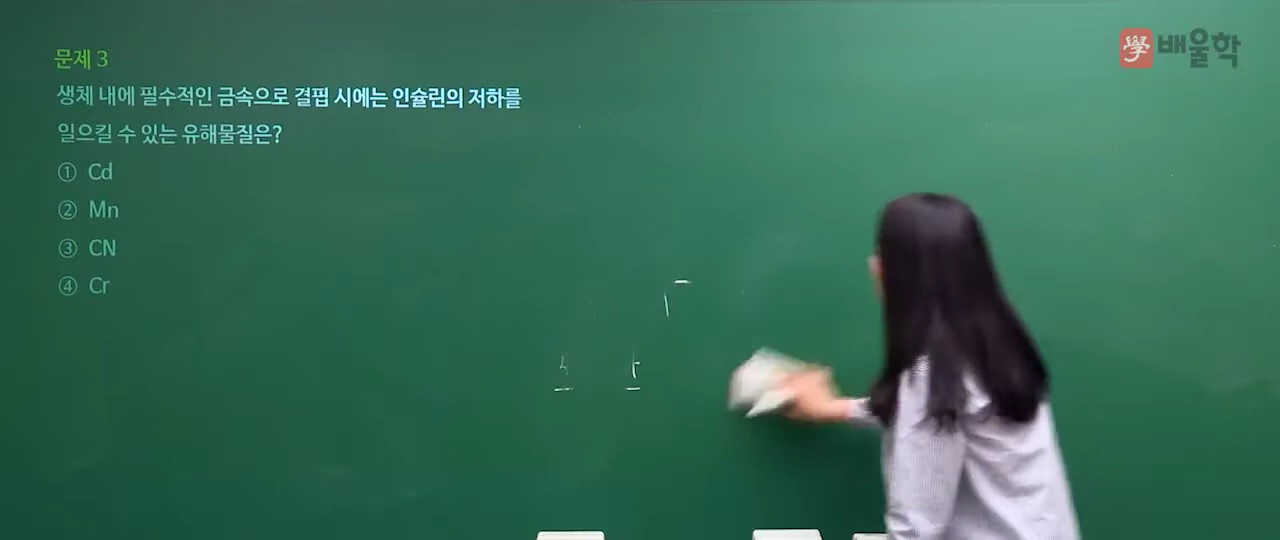 문제 3
생체 내에 필수적인 금속으로 결핍 시에는 인슐린의 저하를
일으킬 수 있는 유해물질은?
① Cd
② Mn
③ CN
④ Cr
學 배울학